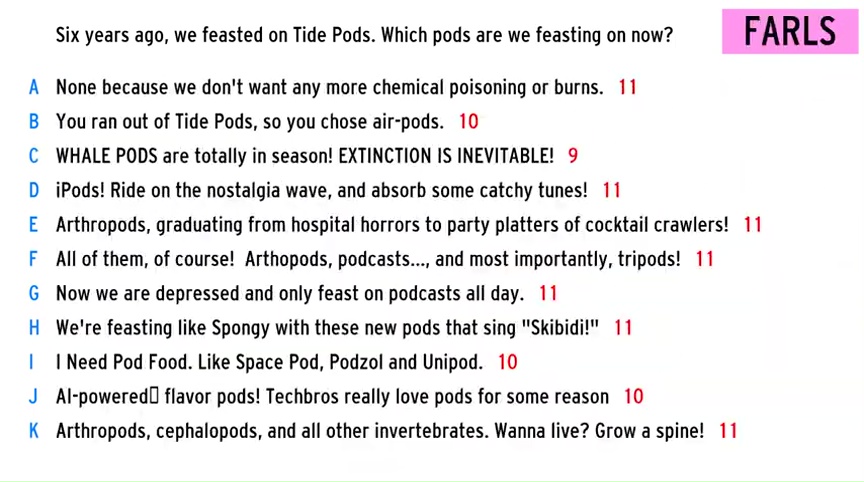 Six years ago, we feasted on Tide Pods. Which pods are we feasting on now?
FARLS
A None because we don't want any more chemical poisoning or burns. 11
B You ran out of Tide Pods, so you chose air-pods. 10
C WHALE PODS are totally in season! EXTINCTION IS INEVITABLE! 9
D iPods! Ride on the nostalgia wave, and absorb some catchy tunes! 11
E Arthropods, graduating from hospital horrors to party platters of cocktail crawlers! 11
F All of them, of course! Arthopods, podcasts..., and most importantly, tripods! 11
G Now we are depressed and only feast on podcasts all day. 11
H We're feasting like Spongy with these new pods that sing "Skibidi!" 11
I I Need Pod Food. Like Space Pod, Podzol and Unipod. 10
J AI-powered▯ flavor pods! Techbros really love pods for some reason 10
K Arthropods, cephalopods, and all other invertebrates. Wanna live? Grow a spine! 11